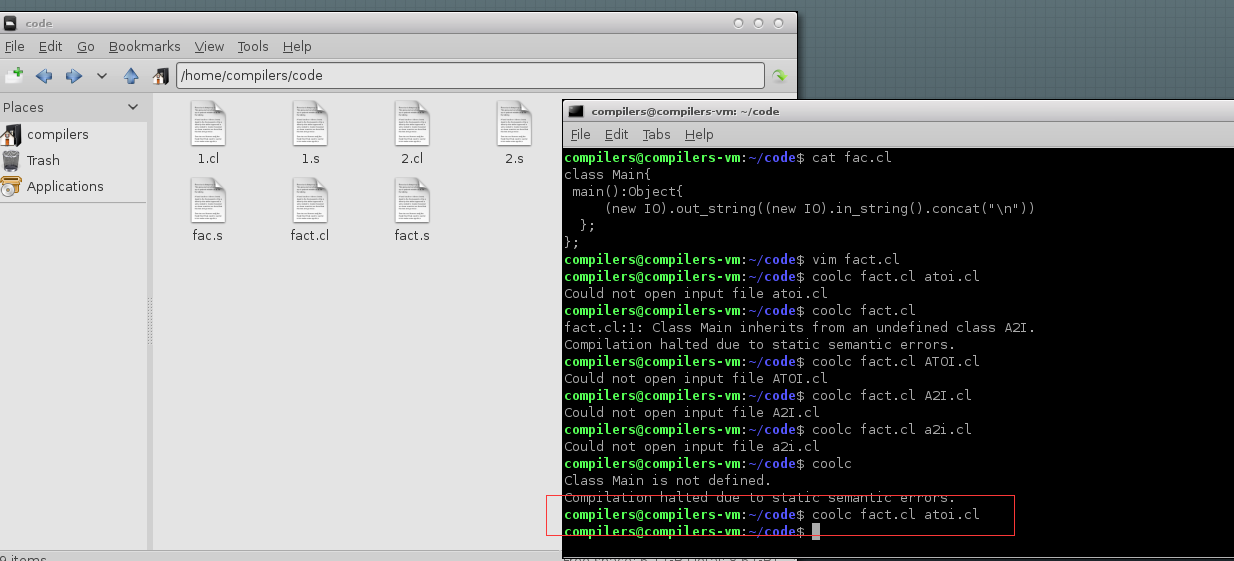 code
File Edit Go Bookmarks View Tools Help
/home/compilers/code
Places
compilers
Trash
Applications
1.cl 1.s 2.cl 2.s
fac.s fact.cl fact.s
9 items
compilers@compilers-vm: ~/code
File Edit Tabs Help
compilers@compilers-vm:~/code$ cat fac.cl
class Main{
main():Object{
(new IO).out_string((new IO).in_string().concat("\n"))
};
};
compilers@compilers-vm:~/code$ vim fact.cl
compilers@compilers-vm:~/code$ coolc fact.cl atoi.cl
Could not open input file atoi.cl
compilers@compilers-vm:~/code$ coolc fact.cl
fact.cl:1: Class Main inherits from an undefined class A2I.
Compilation halted due to static semantic errors.
compilers@compilers-vm:~/code$ coolc fact.cl ATOI.cl
Could not open input file ATOI.cl
compilers@compilers-vm:~/code$ coolc fact.cl A2I.cl
Could not open input file A2I.cl
compilers@compilers-vm:~/code$ coolc fact.cl a2i.cl
Could not open input file a2i.cl
compilers@compilers-vm:~/code$ coolc
Class Main is not defined.
Compilation halted due to static semantic errors.
compilers@compilers-vm:~/code$ coolc fact.cl atoi.cl
compilers@compilers-vm:~/code$